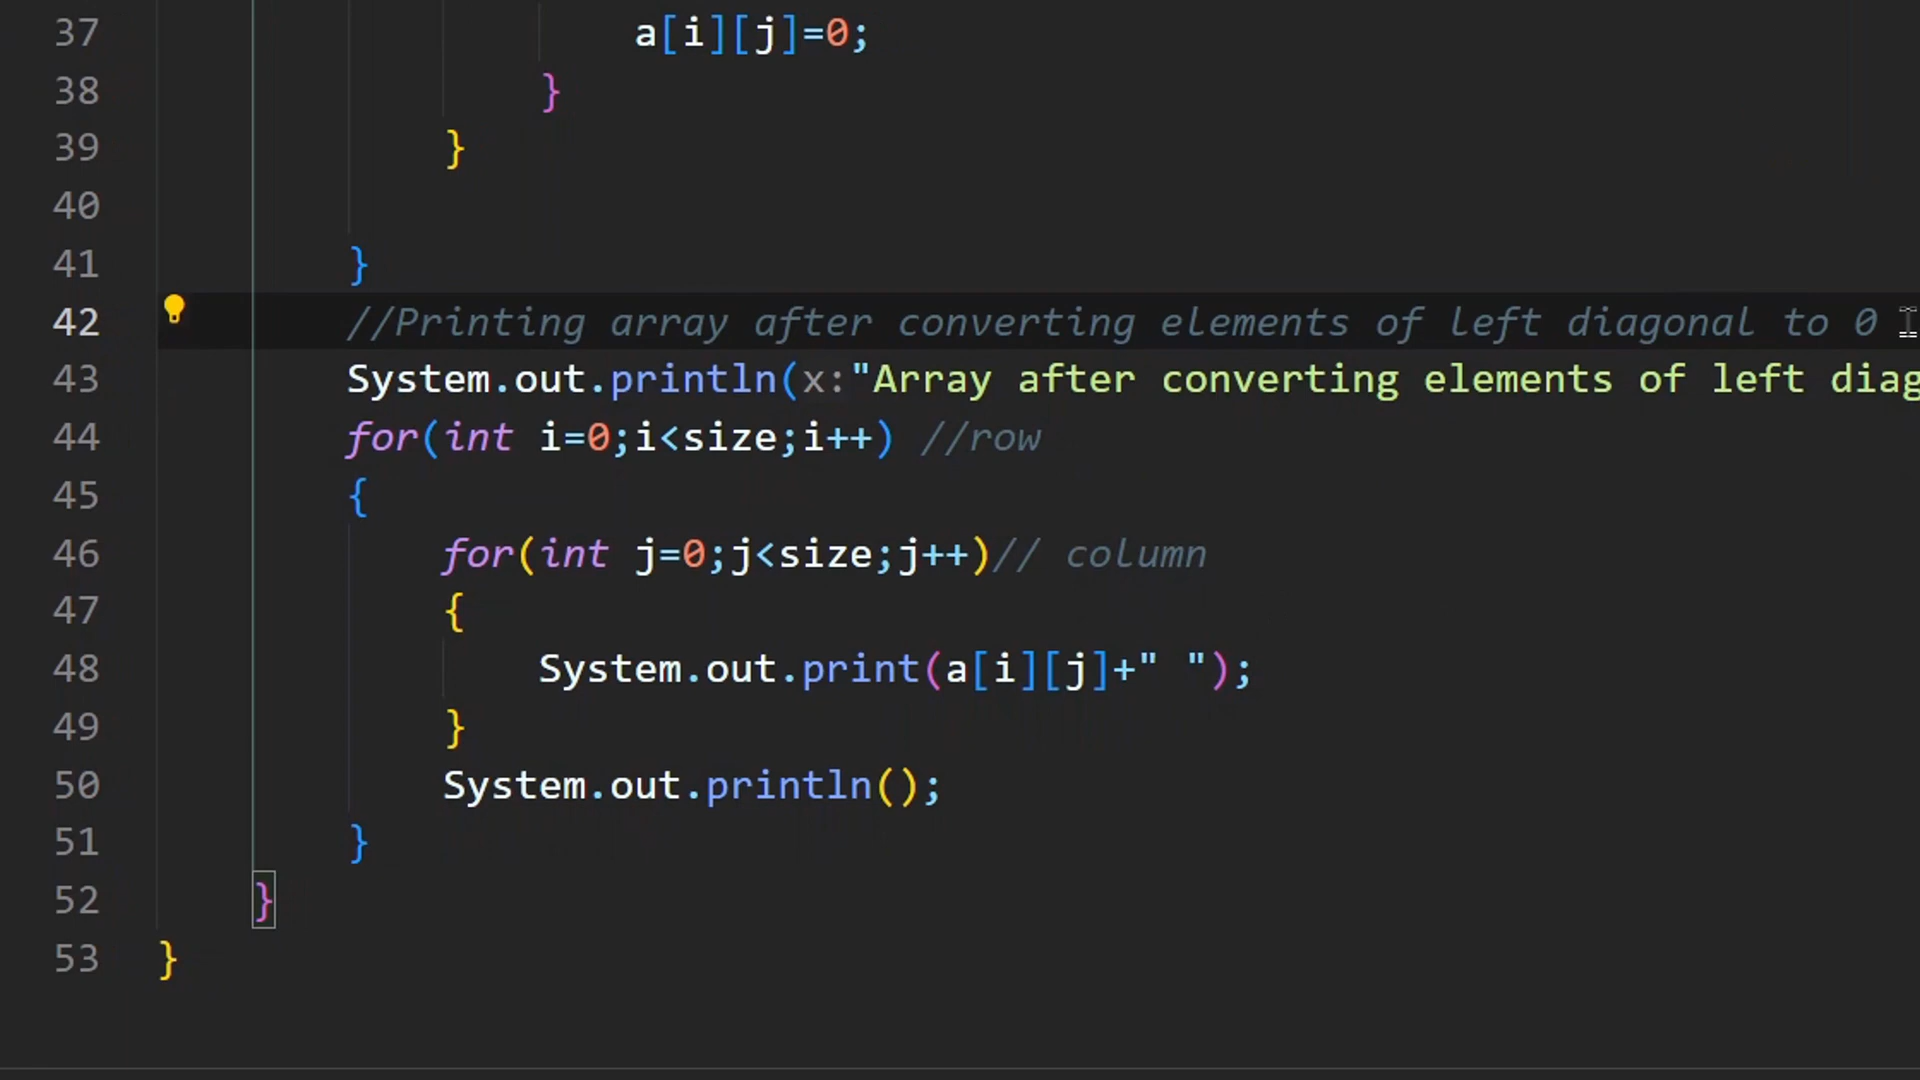 37 a[i][j]=0;
38 }
39 }
40
41 }
42 //Printing array after converting elements of left diagonal to 0
43 System.out.println(x:"Array after converting elements of left diag
44 for(int i=0;i<size;i++) //row
45 {
46 for(int j=0;j<size;j++)// column
47 {
48 System.out.print(a[i][j]+" ");
49 }
50 System.out.println();
51 }
52 }
53 }